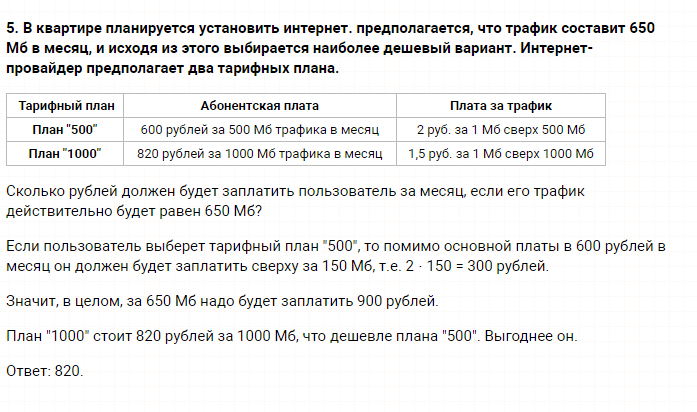 5. В квартире планируется установить интернет. предполагается, что трафик составит 650
Мб в месяц, и исходя из этого выбирается наиболее дешевый вариант. Интернет-
провайдер предполагает два тарифных плана.
Тарифный план Абонентская плата Плата за трафик
План "500" 600 рублей за 500 Мб трафика в месяц 2 руб. за 1 Мб сверх 500 Мб
План "1000" 820 рублей за 1000 Мб трафика в месяц 1,5 руб. за 1 Мб сверх 1000 Мб
Сколько рублей должен будет заплатить пользователь за месяц, если его трафик
действительно будет равен 650 Мб?
Если пользователь выберет тарифный план "500", то помимо основной платы в 600 рублей в
месяц он должен будет заплатить сверху за 150 Мб, т.е. 2 · 150 = 300 рублей.
Значит, в целом, за 650 Мб надо будет заплатить 900 рублей.
План "1000" стоит 820 рублей за 1000 Мб, что дешевле плана "500". Выгоднее он.
Ответ: 820.